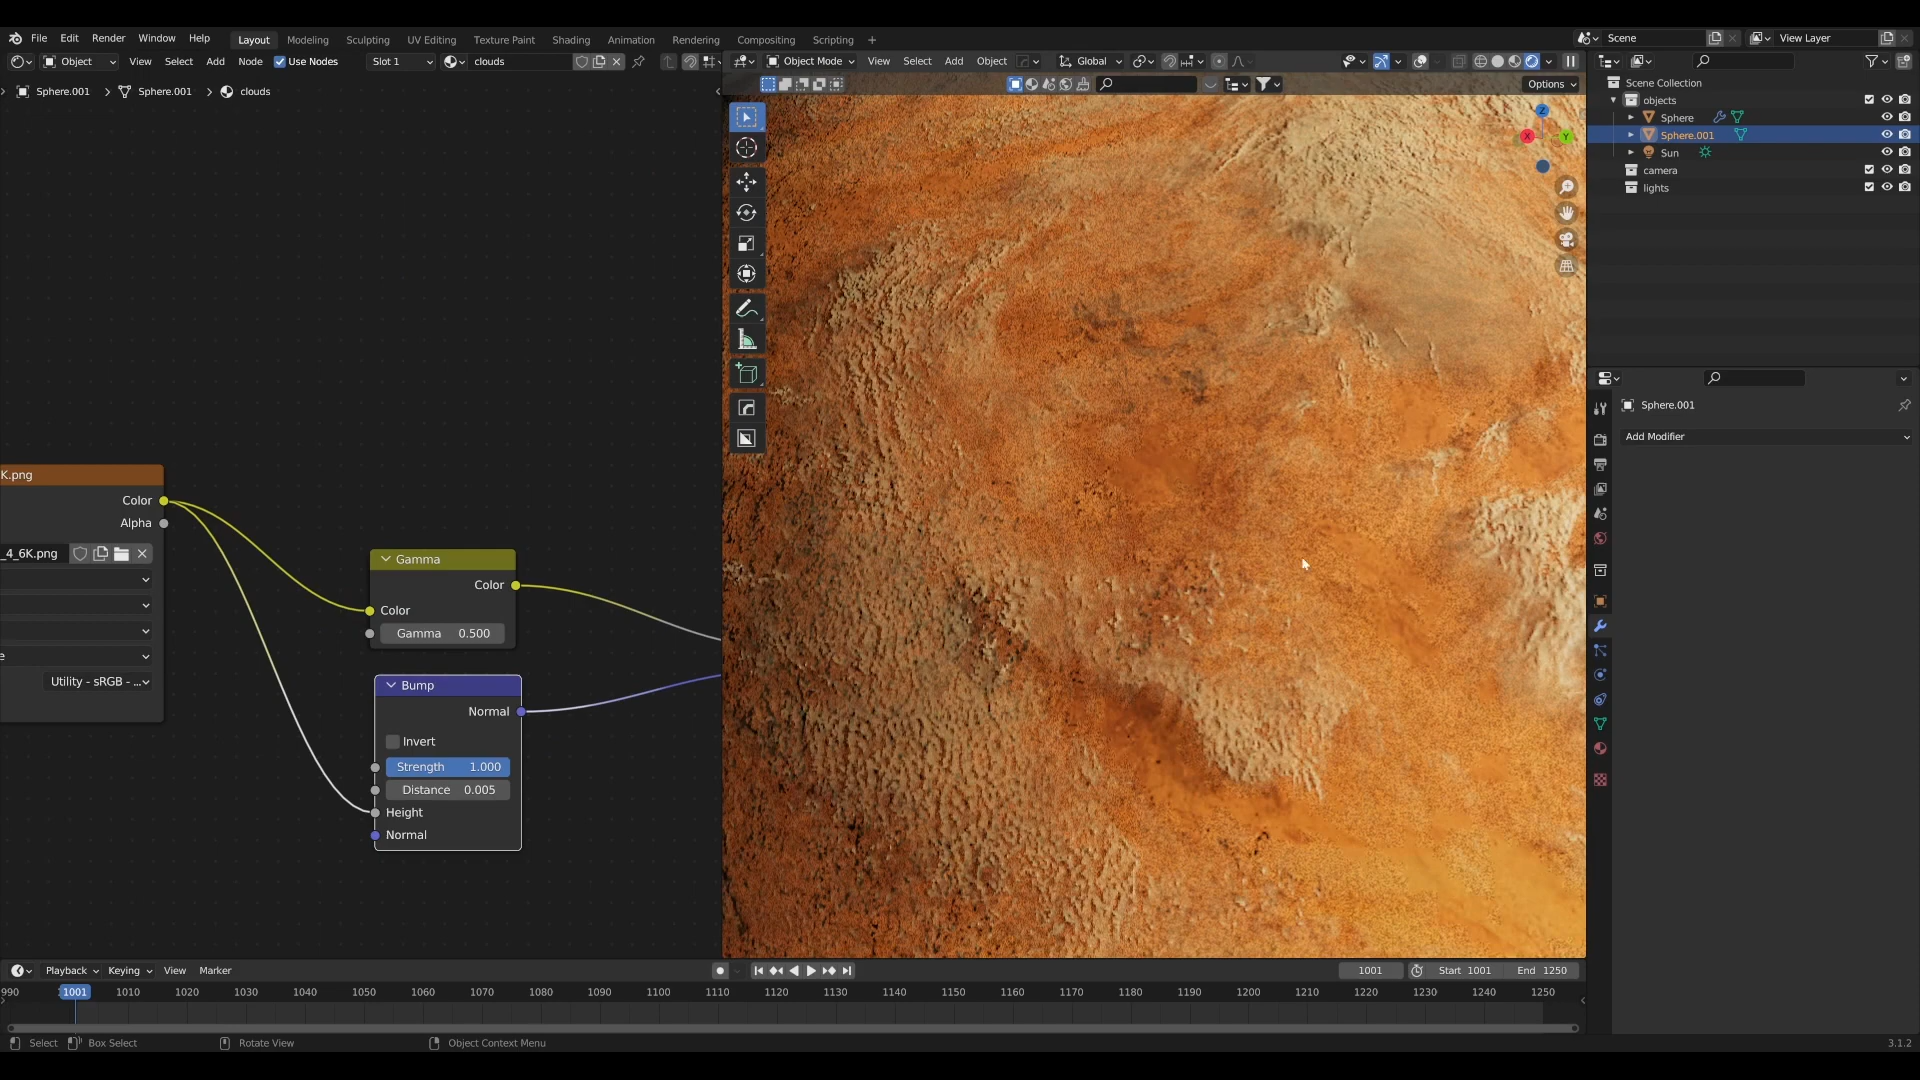 File Edit Render Window Help Layout Modeling Sculpting UV Editing Texture Paint Shading Animation Rendering Compositing Scripting + Scene View Layer
Object View Select Add Node Use Nodes Slot 1 clouds Object Mode View Select Add Object Global
Options
Sphere.001 > Sphere.001 > clouds
Z
X
Y
Scene Collection
objects
Sphere
Sphere.001
Sun
camera
lights
Sphere.001
Add Modifier
K.png
Color
Alpha
_4_6K.png
e
Utility - sRGB - ...
Gamma
Color
Color
Gamma 0.500
Bump
Normal
Invert
Strength 1.000
Distance 0.005
Height
Normal
Playback Keying View Marker 1001 Start 1001 End 1250
990 1001 1010 1020 1030 1040 1050 1060 1070 1080 1090 1100 1110 1120 1130 1140 1150 1160 1170 1180 1190 1200 1210 1220 1230 1240 1250
Select Box Select Rotate View Object Context Menu 3.1.2